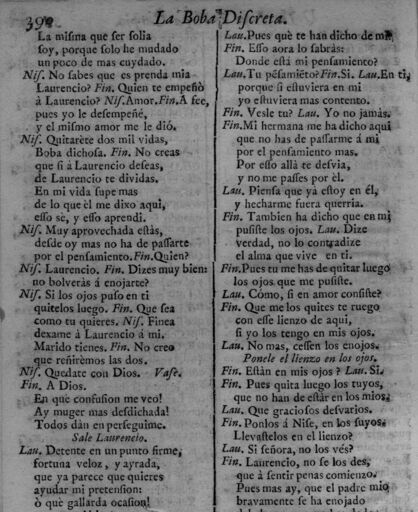 390
La Boba Discreta.
La misma que ser solia
soy, porque solo he mudado
un poco de mas cuydado.
Nis. No sabes que es prenda mia
Laurencio? Fin. Quien te empeñò
à Laurencio? Nis. Amor. Fin. A fee,
pues yo le desempeñé,
y el mismo amor me le diò.
Nis. Quitarète dos mil vidas,
Boba dichosa. Fin. No creas
que si à Laurencio deseas,
de Laurencio te dividas.
En mi vida supe mas
de lo que èl me dixo aqui,
esso sè, y esso aprendi.
Nis. Muy aprovechada estàs,
desde oy mas no ha de passarte
por el pensamiento. Fin. Quien?
Nis. Laurencio. Fin. Dizes muy bien:
no bolveràs à enojarte?
Nis. Si los ojos puso en ti
quitelos luego. Fin. Que sea
como tu quieres. Nis. Finea
dexame à Laurencio à mi.
Marido tienes. Fin. No creo
que reñirèmos las dos.
Nis. Quedate con Dios. Vase.
Fin. A Dios.
En què confusion me veo!
Ay muger mas desdichada!
Todos dàn en perseguirme.
Sale Laurencio.
Lau. Detente en un punto firme,
fortuna veloz, y ayrada,
que ya parece que quieres
ayudar mi pretension:
ò què gallarda ocasion!
Lau. Pues què te han dicho de mi?
Fin. Esso aora lo sabràs:
Donde està mi pensamiento?
Lau. Tu pẽsamiẽto? Fin. Si. Lau. En ti,
porque si estuviera en mi
yo estuviera mas contento.
Fin. Vesle tu? Lau. Yo no jamàs.
Fin. Mi hermana me ha dicho aqui
que no has de passarme à mi
por el pensamiento mas.
Por esso allà te desvia,
y no me passes por èl.
Lau. Piensa que yà estoy en él,
y hecharme fuera querria.
Fin. Tambien ha dicho que en mi
pusiste los ojos. Lau. Dize
verdad, no lo contradize
el alma que vive en ti.
Fin. Pues tu me has de quitar luego
los ojos que me pusiste.
Lau. Còmo, si en amor consiste?
Fin. Que me los quites te ruego
con esse lienzo de aqui,
si yo los tengo en mis ojos.
Lau. No mas, cessen los enojos.
Ponele el lienzo en los ojos.
Fin. Estàn en mis ojos? Lau. Si.
Fin. Pues quita luego los tuyos,
que no han de estàr en los mios.
Lau. Que graciosos desvarios.
Fin. Ponlos à Nise, en los suyos.
Llevastelos en el lienzo?
Lau. Si señora, no los vès?
Fin. Laurencio, no se los des,
que à sentir penas comienzo.
Pues mas ay, que el padre mio
bravamente se ha enojado